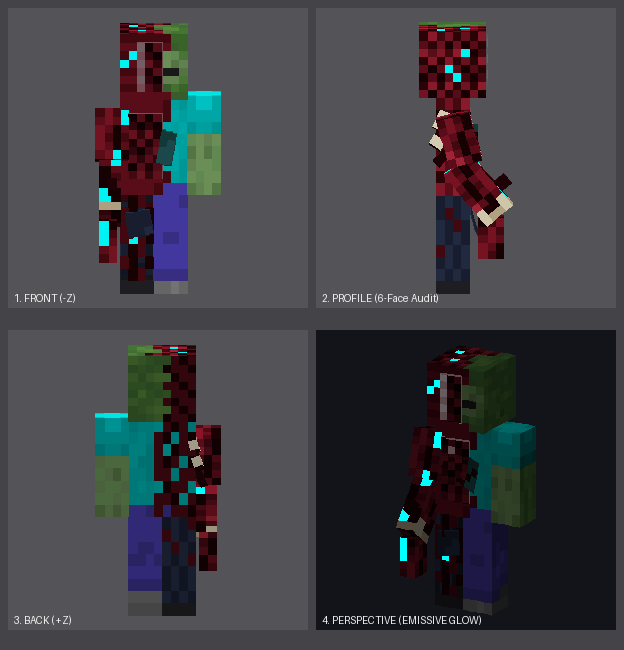 1. FRONT (-Z)
2. PROFILE (6-Face Audit)
3. BACK (+Z)
4. PERSPECTIVE (EMISSIVE GLOW)